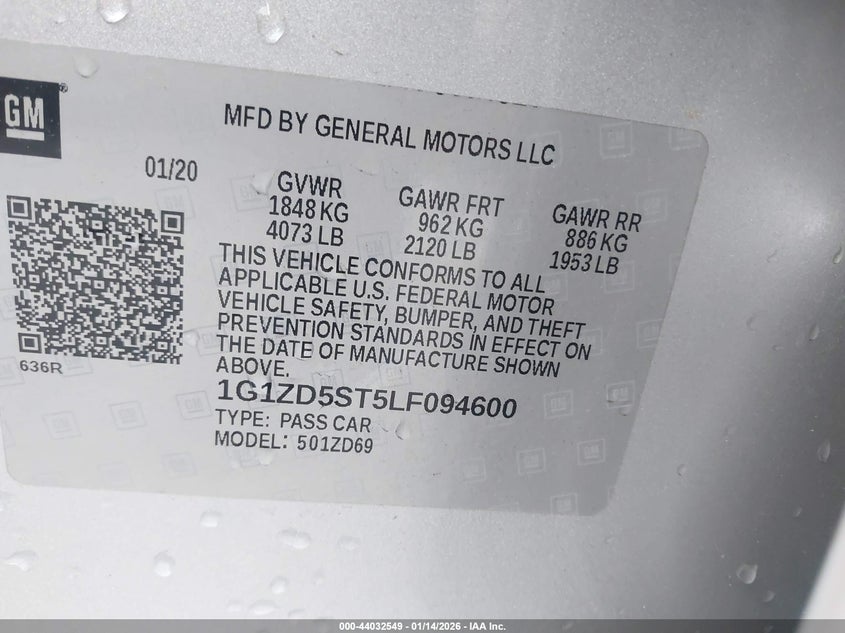 GM
MFD BY GENERAL MOTORS LLC
01/20
GVWR
1848 KG
4073 LB
GAWR FRT
962 KG
2120 LB
GAWR RR
886 KG
1953 LB
THIS VEHICLE CONFORMS TO ALL
APPLICABLE U.S. FEDERAL MOTOR
VEHICLE SAFETY, BUMPER, AND THEFT
PREVENTION STANDARDS IN EFFECT ON
THE DATE OF MANUFACTURE SHOWN
ABOVE.
636R
1G1ZD5ST5LF094600
TYPE: PASS CAR
MODEL: 501ZD69
000-44032549 - 01/14/2026 - IAA Inc.